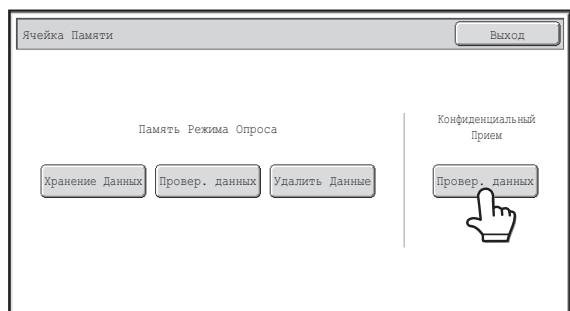 Ячейка Памяти
Выход
Память Режима Опроса
Конфиденциальный
Прием
Хранение Данных
Провер. данных
Удалить Данные
Провер. данных